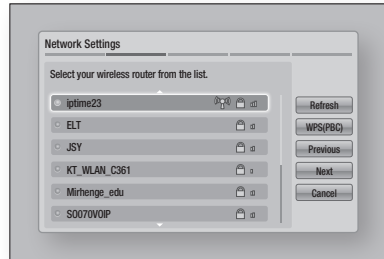 Network Settings
Select your wireless router from the list.
iptime23
ELT
JSY
KT_WLAN_C361
Mirhenge_edu
SO070VOIP
Refresh
WPS(PBC)
Previous
Next
Cancel